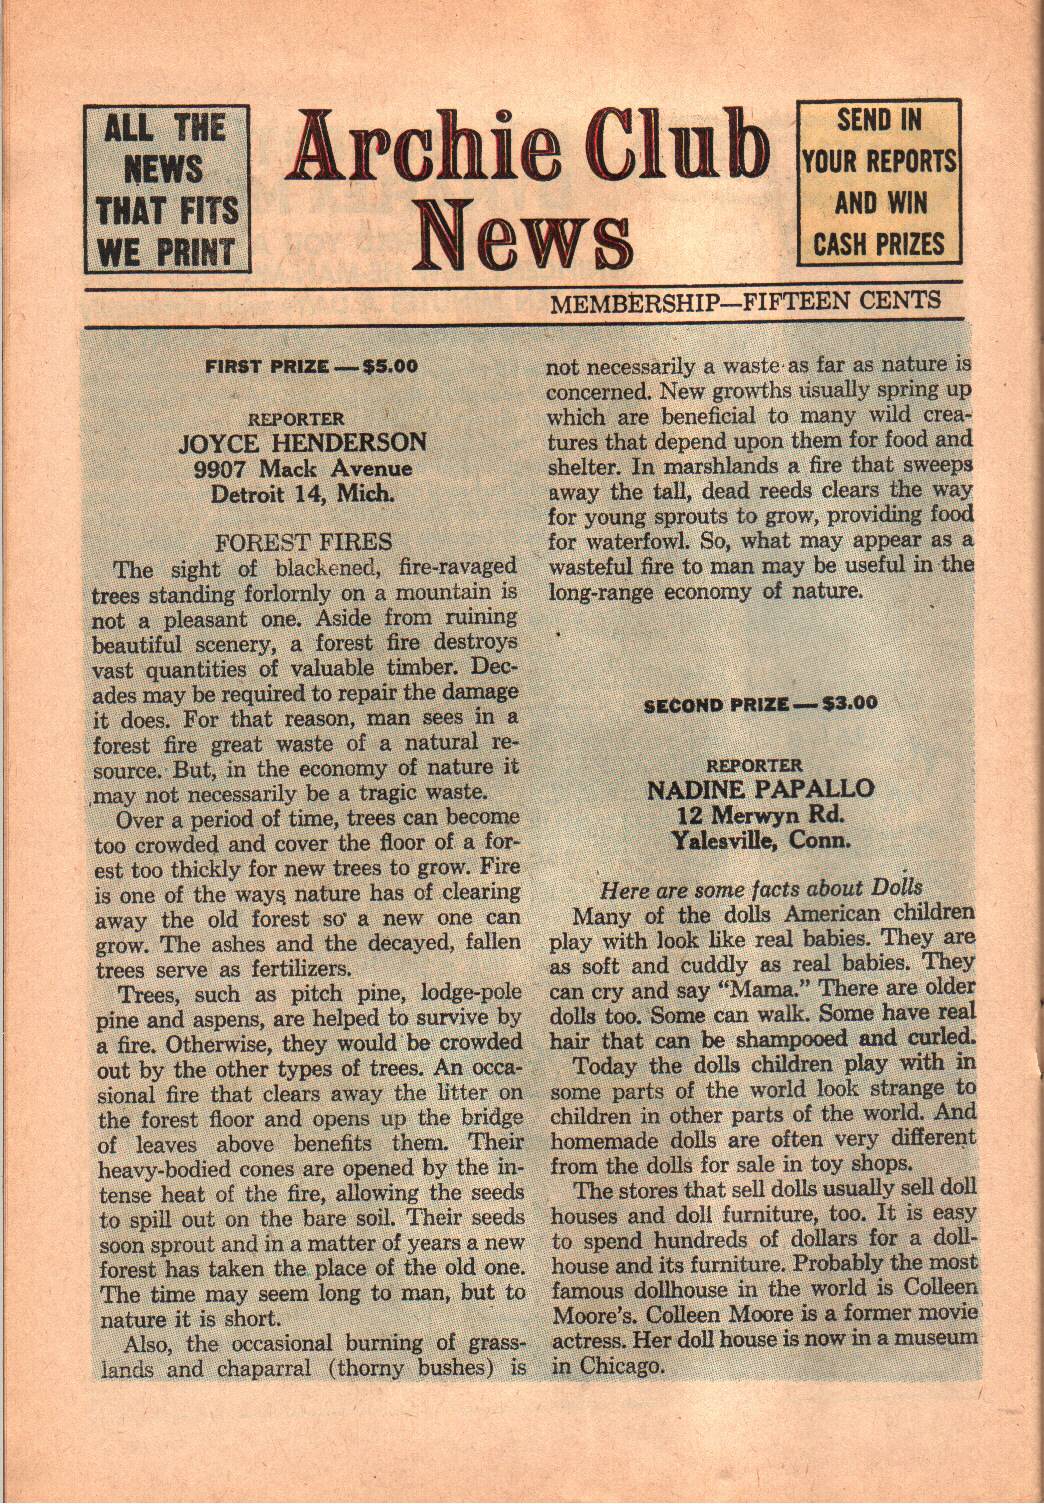 ALL THE
NEWS
THAT FITS
WE PRINT
Archie Club
News
SEND IN
YOUR REPORTS
AND WIN
CASH PRIZES
MEMBERSHIP—FIFTEEN CENTS
FIRST PRIZE — $5.00
REPORTER
JOYCE HENDERSON
9907 Mack Avenue
Detroit 14, Mich.
FOREST FIRES
The sight of blackened, fire-ravaged
trees standing forlornly on a mountain is
not a pleasant one. Aside from ruining
beautiful scenery, a forest fire destroys
vast quantities of valuable timber. Dec-
ades may be required to repair the damage
it does. For that reason, man sees in a
forest fire great waste of a natural re-
source. But, in the economy of nature it
may not necessarily be a tragic waste.
Over a period of time, trees can become
too crowded and cover the floor of a for-
est too thickly for new trees to grow. Fire
is one of the ways nature has of clearing
away the old forest so a new one can
grow. The ashes and the decayed, fallen
trees serve as fertilizers.
Trees, such as pitch pine, lodge-pole
pine and aspens, are helped to survive by
a fire. Otherwise, they would be crowded
out by the other types of trees. An occa-
sional fire that clears away the litter on
the forest floor and opens up the bridge
of leaves above benefits them. Their
heavy-bodied cones are opened by the in-
tense heat of the fire, allowing the seeds
to spill out on the bare soil. Their seeds
soon sprout and in a matter of years a new
forest has taken the place of the old one.
The time may seem long to man, but to
nature it is short.
Also, the occasional burning of grass-
lands and chaparral (thorny bushes) is
not necessarily a waste as far as nature is
concerned. New growths usually spring up
which are beneficial to many wild crea-
tures that depend upon them for food and
shelter. In marshlands a fire that sweeps
away the tall, dead reeds clears the way
for young sprouts to grow, providing food
for waterfowl. So, what may appear as a
wasteful fire to man may be useful in the
long-range economy of nature.
SECOND PRIZE — $3.00
REPORTER
NADINE PAPALLO
12 Merwyn Rd.
Yalesville, Conn.
Here are some facts about Dolls
Many of the dolls American children
play with look like real babies. They are
as soft and cuddly as real babies. They
can cry and say "Mama." There are older
dolls too. Some can walk. Some have real
hair that can be shampooed and curled.
Today the dolls children play with in
some parts of the world look strange to
children in other parts of the world. And
homemade dolls are often very different
from the dolls for sale in toy shops.
The stores that sell dolls usually sell doll
houses and doll furniture, too. It is easy
to spend hundreds of dollars for a doll-
house and its furniture. Probably the most
famous dollhouse in the world is Colleen
Moore's. Colleen Moore is a former movie
actress. Her doll house is now in a museum
in Chicago.